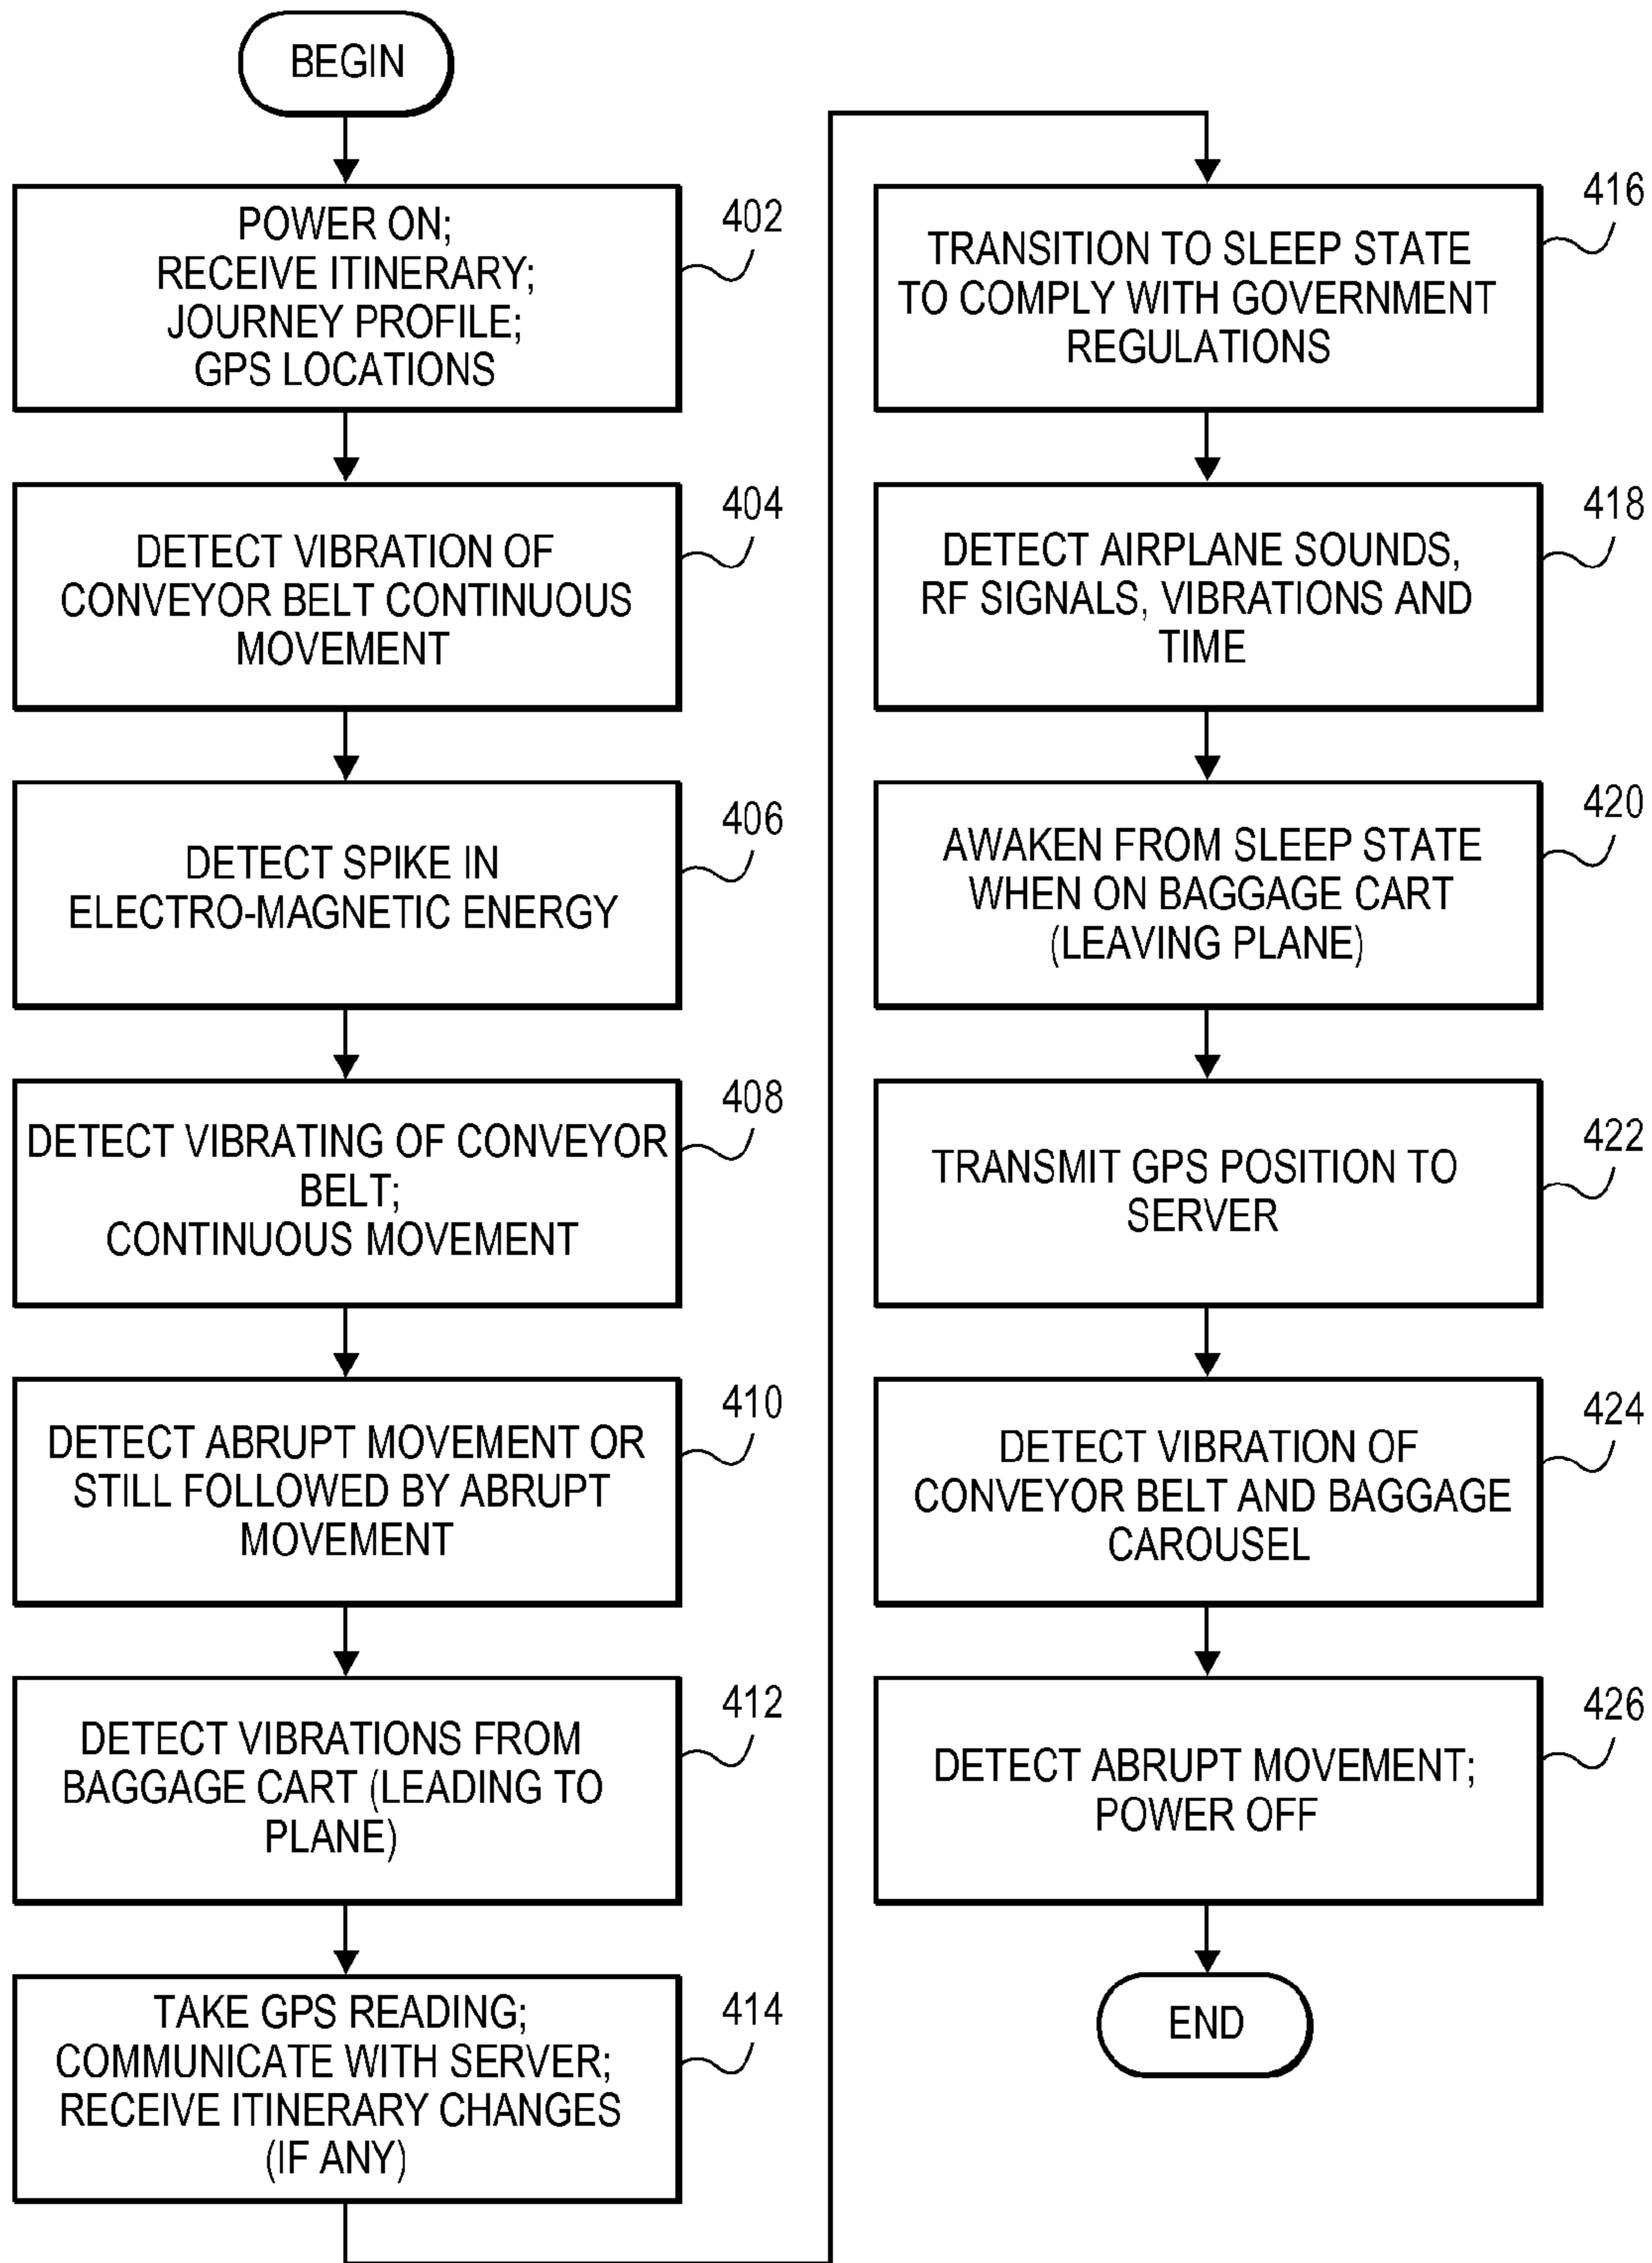 BEGIN
POWER ON;
RECEIVE ITINERARY;
JOURNEY PROFILE;
GPS LOCATIONS
402
DETECT VIBRATION OF
CONVEYOR BELT CONTINUOUS
MOVEMENT
404
DETECT SPIKE IN
ELECTRO-MAGNETIC ENERGY
406
DETECT VIBRATING OF CONVEYOR
BELT;
CONTINUOUS MOVEMENT
408
DETECT ABRUPT MOVEMENT OR
STILL FOLLOWED BY ABRUPT
MOVEMENT
410
DETECT VIBRATIONS FROM
BAGGAGE CART (LEADING TO
PLANE)
412
TAKE GPS READING;
COMMUNICATE WITH SERVER;
RECEIVE ITINERARY CHANGES
(IF ANY)
414
TRANSITION TO SLEEP STATE
TO COMPLY WITH GOVERNMENT
REGULATIONS
416
DETECT AIRPLANE SOUNDS,
RF SIGNALS, VIBRATIONS AND
TIME
418
AWAKEN FROM SLEEP STATE
WHEN ON BAGGAGE CART
(LEAVING PLANE)
420
TRANSMIT GPS POSITION TO
SERVER
422
DETECT VIBRATION OF
CONVEYOR BELT AND BAGGAGE
CAROUSEL
424
DETECT ABRUPT MOVEMENT;
POWER OFF
426
END